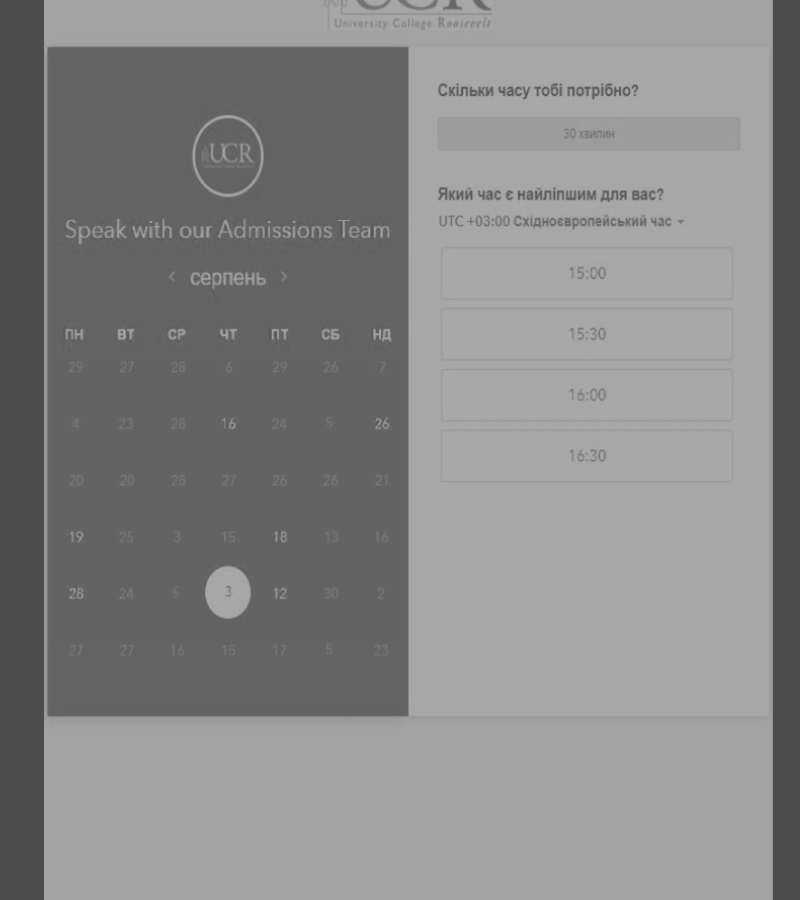 UCR
University College Roosevelt
UCR
Speak with our Admissions Team
‹ серпень ›
ПН ВТ СР ЧТ ПТ СБ НД
29 27 28 6 29 26 7
4 23 28 16 24 5 26
20 20 28 27 26 26 21
19 25 3 15 18 13 16
28 24 5 3 12 30 2
27 27 16 15 17 5 23
Скільки часу тобі потрібно?
30 хвилин
Який час є найліпшим для вас?
UTC +03:00 Східноєвропейський час
15:00
15:30
16:00
16:30